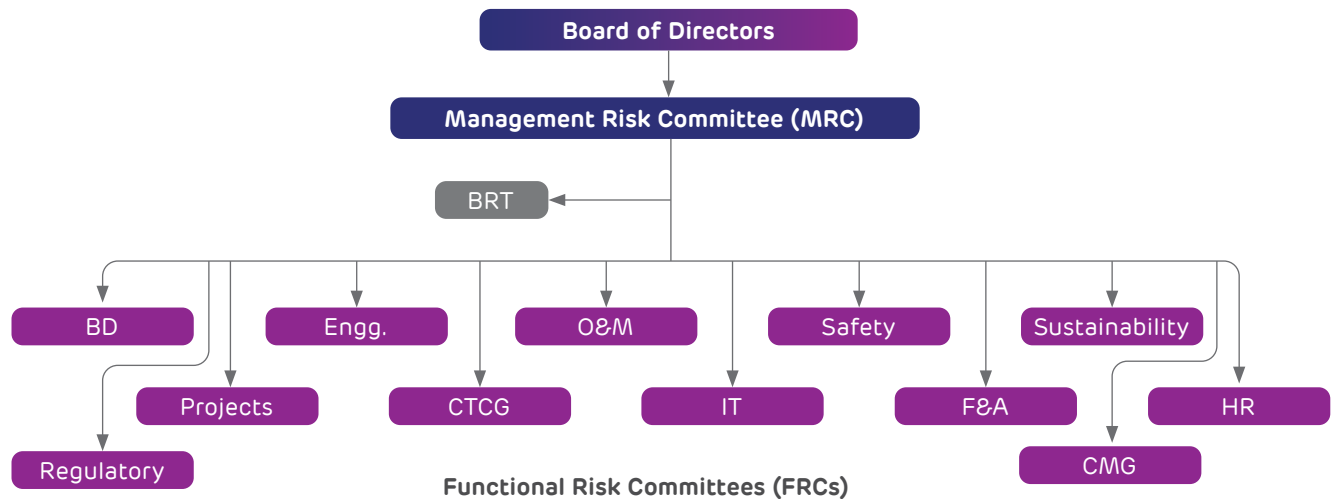 Board of Directors
Management Risk Committee (MRC)
BRT
BD
Engg.
O&M
Safety
Sustainability
Projects
CTCG
IT
F&A
HR
Regulatory
CMG
Functional Risk Committees (FRCs)